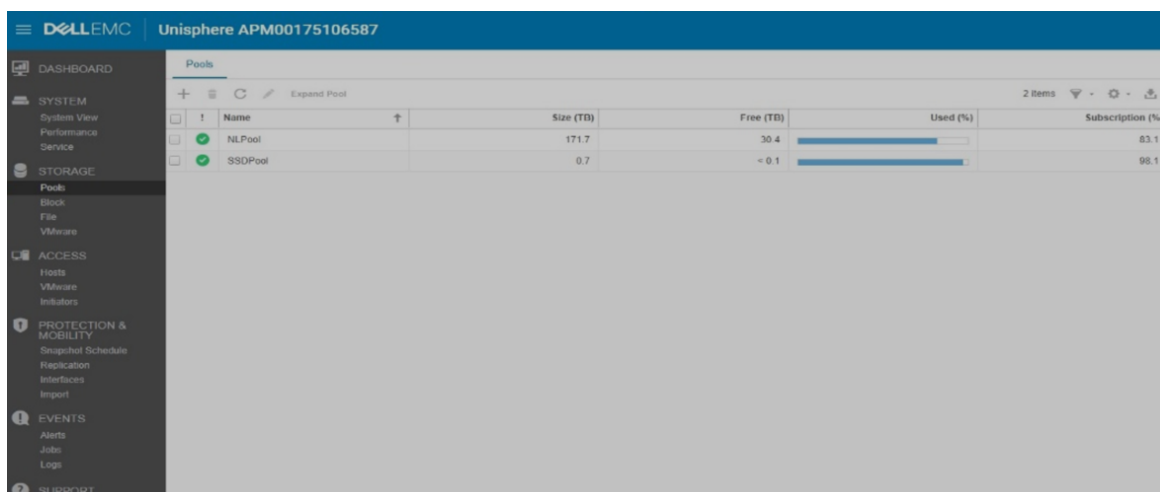 DELLEMC Unisphere APM00175106587
DASHBOARD
SYSTEM
System View
Performance
Service
STORAGE
Pools
Block
File
VMware
ACCESS
Hosts
VMware
Initiators
PROTECTION &
MOBILITY
Snapshot Schedule
Replication
Interfaces
Import
EVENTS
Alerts
Jobs
Logs
SUPPORT
Pools
Expand Pool 2 items
! Name Size (TB) Free (TB) Used (%) Subscription (%
NLPool 171.7 30.4 83.1
SSDPool 0.7 < 0.1 98.1